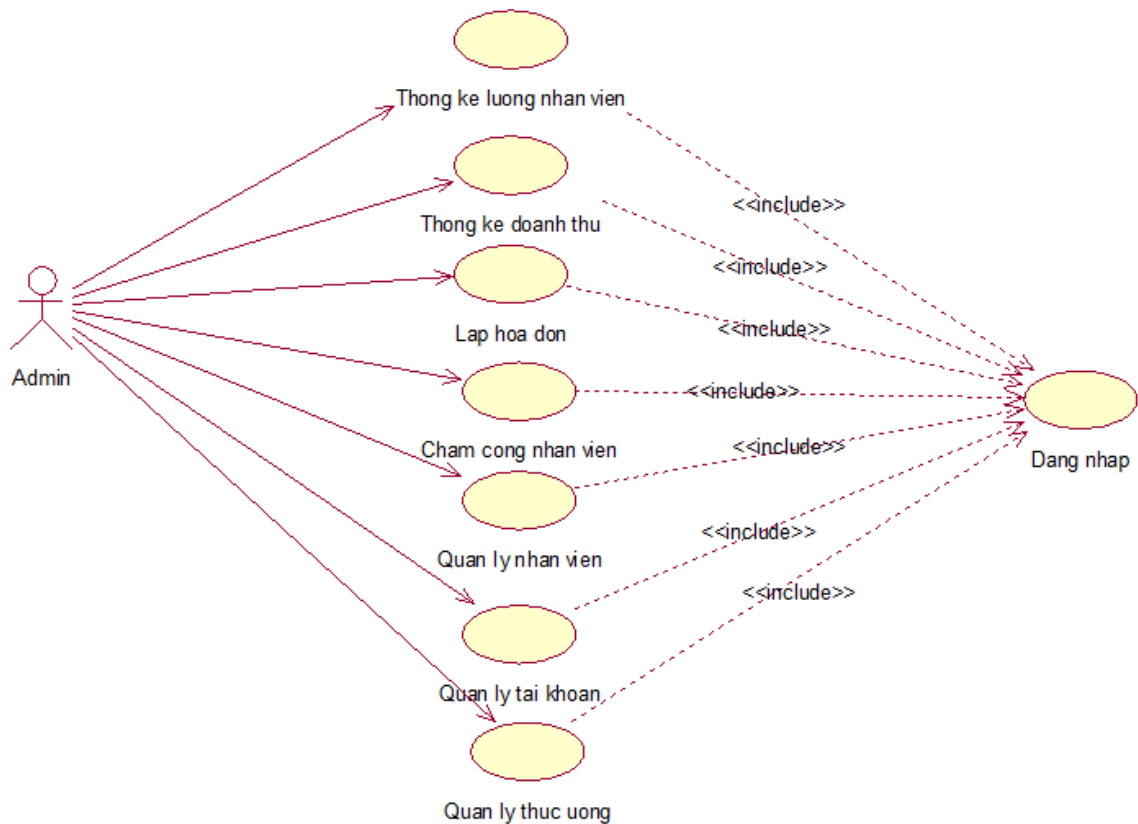 Thong ke luong nhan vien
<<include>>
Thong ke doanh thu
<<include>>
<<include>>
Lap hoa don
Admin
<<include>>
Cham cong nhan vien
<<include>>
Dang nhap
Quan ly nhan vien
<<include>>
<<include>>
Quan ly tai khoan
Quan ly thuc uong